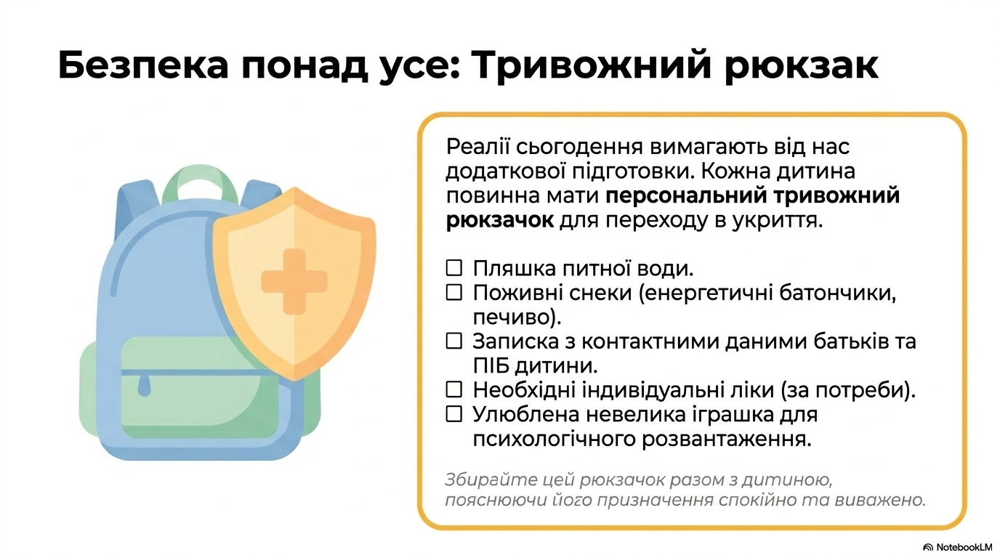 Безпека понад усе: Тривожний рюкзак
Реалії сьогодення вимагають від нас
додаткової підготовки. Кожна дитина
повинна мати персональний тривожний
рюкзачок для переходу в укриття.
☐ Пляшка питної води.
☐ Поживні снеки (енергетичні батончики,
печиво).
☐ Записка з контактними даними батьків та
ПІБ дитини.
☐ Необхідні індивідуальні ліки (за потреби).
☐ Улюблена невелика іграшка для
психологічного розвантаження.
Збирайте цей рюкзачок разом з дитиною,
пояснюючи його призначення спокійно та виважено.
NotebookLM